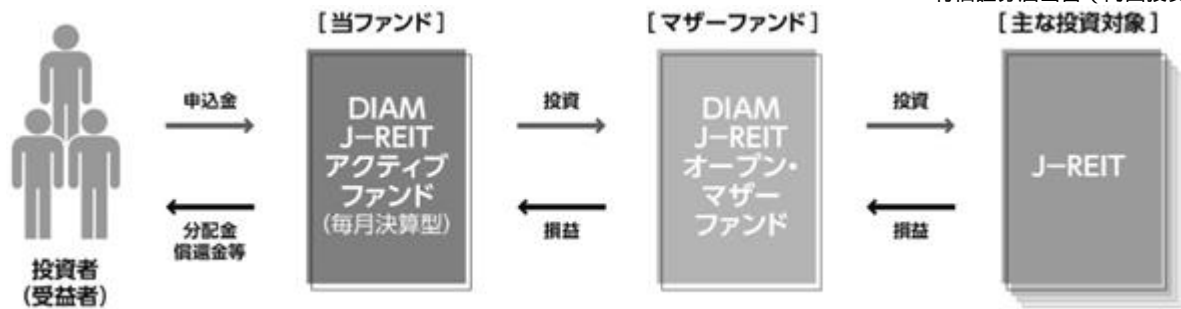 [当ファンド]
[マザーファンド]
[主な投資対象]
申込金
投資
投資
DIAM
J-REIT
アクティブ
ファンド
(毎月決算型)
DIAM
J-REIT
オープン・
マザー
ファンド
J-REIT
分配金
償還金等
損益
損益
投資者
(受益者)